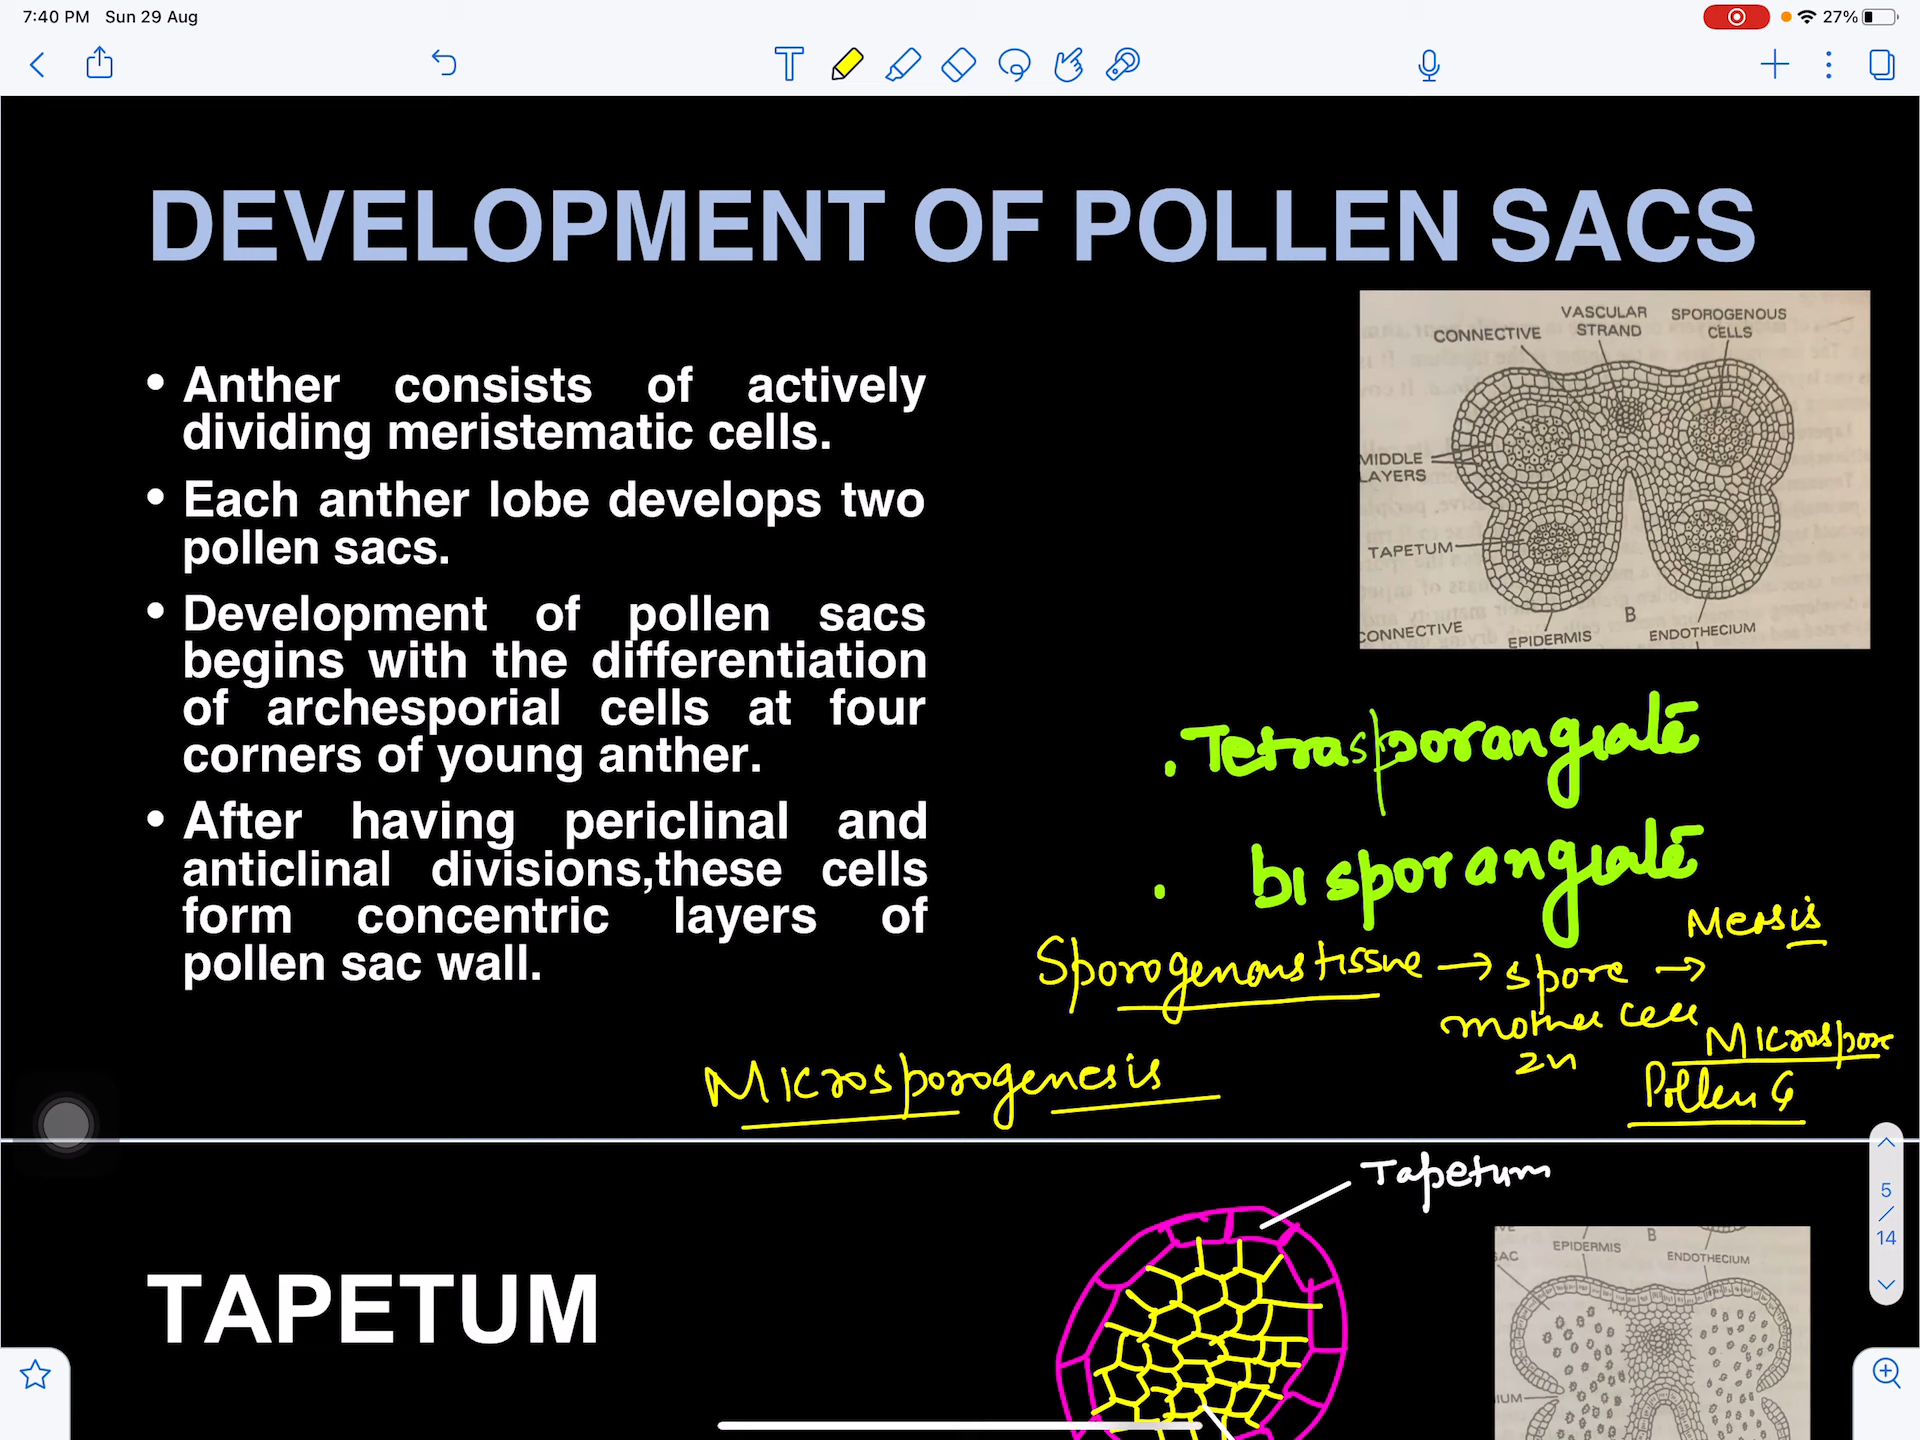 7:40 PM Sun 29 Aug
27%
DEVELOPMENT OF POLLEN SACS
• Anther consists of actively
dividing meristematic cells.
• Each anther lobe develops two
pollen sacs.
• Development of pollen sacs
begins with the differentiation
of archesporial cells at four
corners of young anther.
• After having periclinal and
anticlinal divisions,these cells
form concentric layers of
pollen sac wall.
CONNECTIVE
VASCULAR
STRAND
SPOROGENOUS
CELLS
MIDDLE
LAYERS
TAPETUM
B
CONNECTIVE
EPIDERMIS
ENDOTHECIUM
. Tetrasporangiate
. bisporangiate
Sporogenous tissue → spore →
mother cell
2n
Microspore
Microsporogenesis
5
/
14
Tapetum
TAPETUM
SAC
EPIDERMIS
B
ENDOTHECIUM
IUM